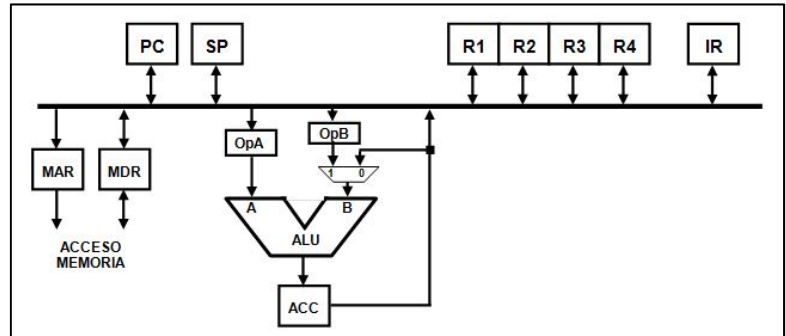 PC SP R1 R2 R3 R4 IR
OpA OpB
MAR MDR 1 0
A B
ALU
ACCESO
MEMORIA
ACC